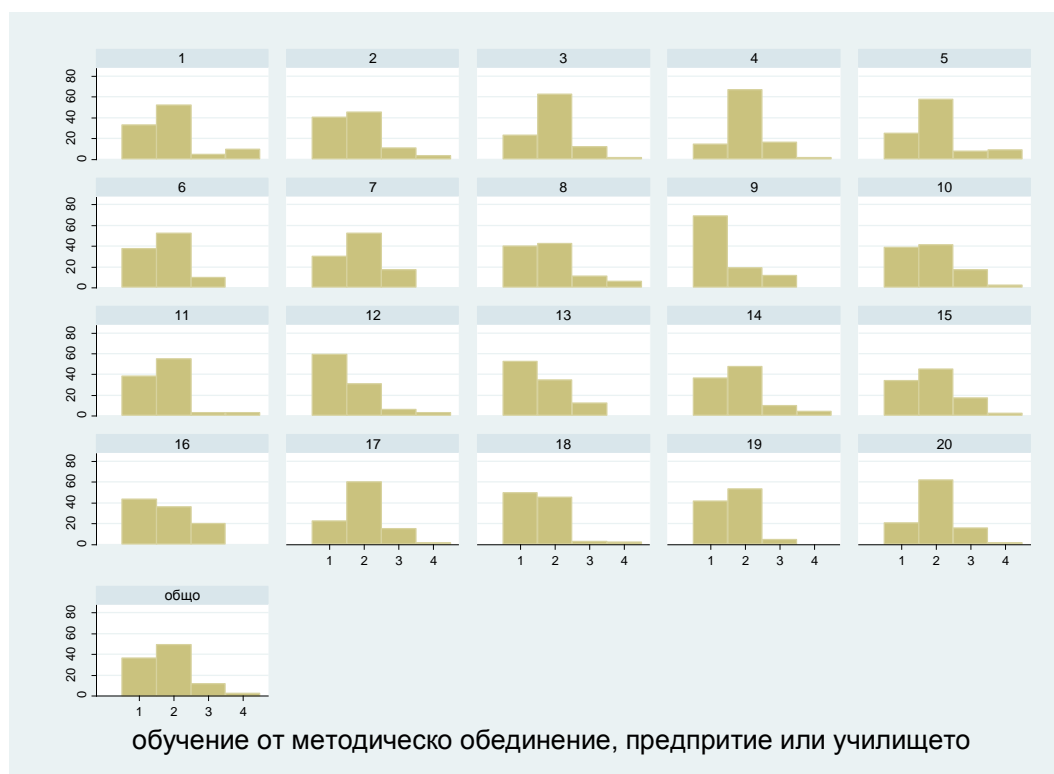 1 2 3 4 5
0 20 40 60 80
6 7 8 9 10
0 20 40 60 80
11 12 13 14 15
0 20 40 60 80
16 17 18 19 20
0 20 40 60 80
1 2 3 4 1 2 3 4 1 2 3 4 1 2 3 4
общо
0 20 40 60 80
1 2 3 4
обучение от методическо обединение, предпритие или училището